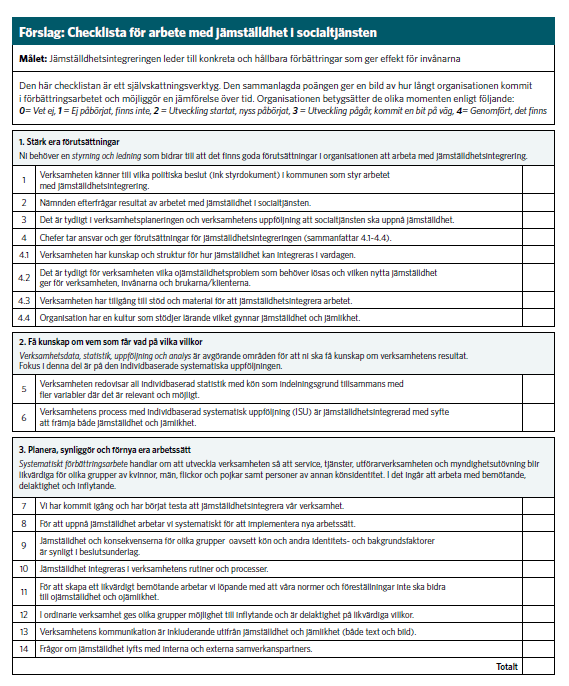 Förslag: Checklista för arbete med jämställdhet i socialtjänsten
Målet: Jämställdhetsintegreringen leder till konkreta och hållbara förbättringar som ger effekt för invånarna
Den här checklistan är ett självskattningsverktyg. Den sammanlagda poängen ger en bild av hur långt organisationen kommit
i förbättringsarbetet och möjliggör en jämförelse över tid. Organisationen betygsätter de olika momenten enligt följande:
0= Vet ej, 1= Ej påbörjat, finns inte, 2 = Utveckling startat, nyss påbörjat, 3 = Utveckling pågår, kommit en bit på väg, 4= Genomfört, det finns
1. Stärk era förutsättningar
Ni behöver en styrning och ledning som bidrar till att det finns goda förutsättningar i organisationen att arbeta med jämställdhetsintegrering.
1 Verksamheten känner till vilka politiska beslut (ink styrdokument) i kommunen som styr arbetet
med jämställdhetsintegrering.
2 Nämnden efterfrågar resultat av arbetet med jämställdhet i socialtjänsten.
3 Det är tydligt i verksamhetsplaneringen och verksamhetens uppföljning att socialtjänsten ska uppnå jämställdhet.
4 Chefer tar ansvar och ger förutsättningar för jämställdhetsintegreringen (sammanfattar 4.1-4.4).
4.1 Verksamheten har kunskap och struktur för hur jämställdhet kan integreras i vardagen.
4.2 Det är tydligt för verksamheten vilka ojämställdhetsproblem som behöver lösas och vilken nytta jämställdhet
ger för verksamheten, invånarna och brukarna/klienterna.
4.3 Verksamheten har tillgång till stöd och material för att jämställdhetsintegrera arbetet.
4.4 Organisation har en kultur som stödjer lärande vilket gynnar jämställdhet och jämlikhet.
2. Få kunskap om vem som får vad på vilka villkor
Verksamhetsdata, statistik, uppföljning och analys är avgörande områden för att ni ska få kunskap om verksamhetens resultat.
Fokus i denna del är på den individbaserade systematiska uppföljningen.
5 Verksamheten redovisar all individbaserad statistik med kön som indelningsgrund tillsammans med
fler variabler där det är relevant och möjligt.
6 Verksamhetens process med individbaserad systematisk uppföljning (ISU) är jämställdhetsintegrerad med syfte
att främja både jämställdhet och jämlikhet.
3. Planera, synliggör och förnya era arbetssätt
Systematiskt förbättringsarbete handlar om att utveckla verksamheten så att service, tjänster, utförarverksamheten och myndighetsutövning blir
likvärdiga för olika grupper av kvinnor, män, flickor och pojkar samt personer av annan könsidentitet. I det ingår att arbeta med bemötande,
delaktighet och inflytande.
7 Vi har kommit igång och har börjat testa att jämställdhetsintegrera vår verksamhet.
8 För att uppnå jämställdhet arbetar vi systematiskt för att implementera nya arbetssätt.
9 Jämställdhet och konsekvenserna för olika grupper oavsett kön och andra identitets- och bakgrundsfaktorer
är synligt i beslutsunderlag.
10 Jämställdhet integreras i verksamhetens rutiner och processer.
11 För att skapa ett likvärdigt bemötande arbetar vi löpande med att våra normer och föreställningar inte ska bidra
till ojämställdhet och ojämlikhet.
12 I ordinarie verksamhet ges olika grupper möjlighet till inflytande och är delaktighet på likvärdiga villkor.
13 Verksamhetens kommunikation är inkluderande utifrån jämställdhet och jämlikhet (både text och bild).
14 Frågor om jämställdhet lyfts med interna och externa samverkanspartners.
Totalt